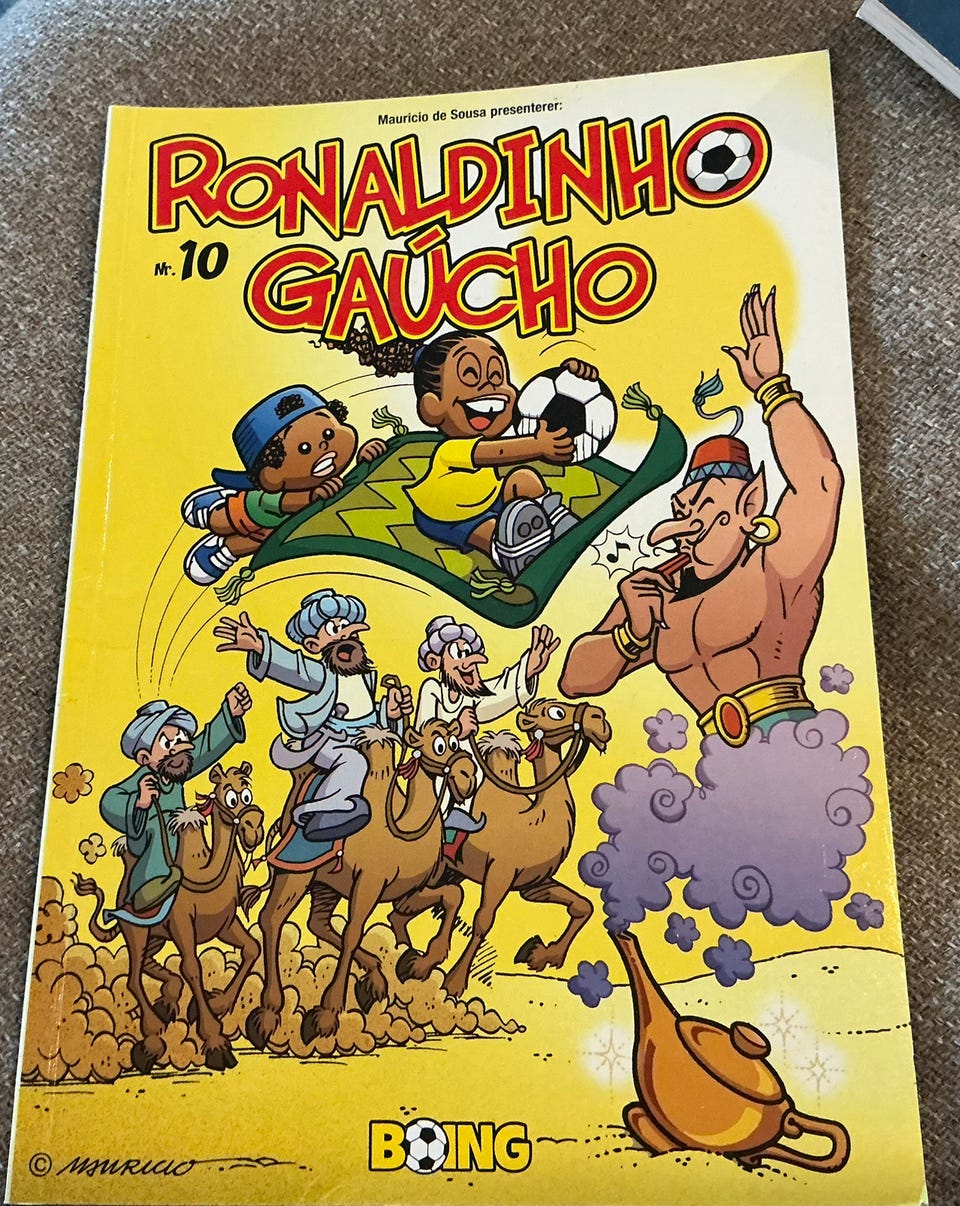 Mauricio de Sousa presenterer:
RONALDINHO
Nr. 10
GAÚCHO
BOING
© MAURICIO